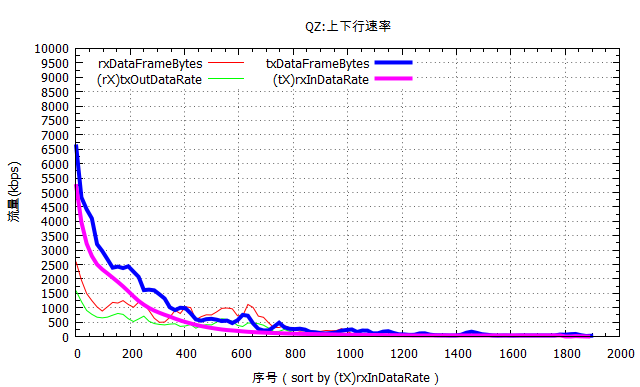 QZ:上下行速率
10000
9500
9000
8500
8000
7500
7000
6500
6000
5500
5000
4500
4000
3500
3000
2500
2000
1500
1000
500
0
流量(kbps)
rxDataFrameBytes
(rX)txOutDataRate
txDataFrameBytes
(tX)rxInDataRate
0 200 400 600 800 1000 1200 1400 1600 1800 2000
序号 ( sort by (tX)rxInDataRate )